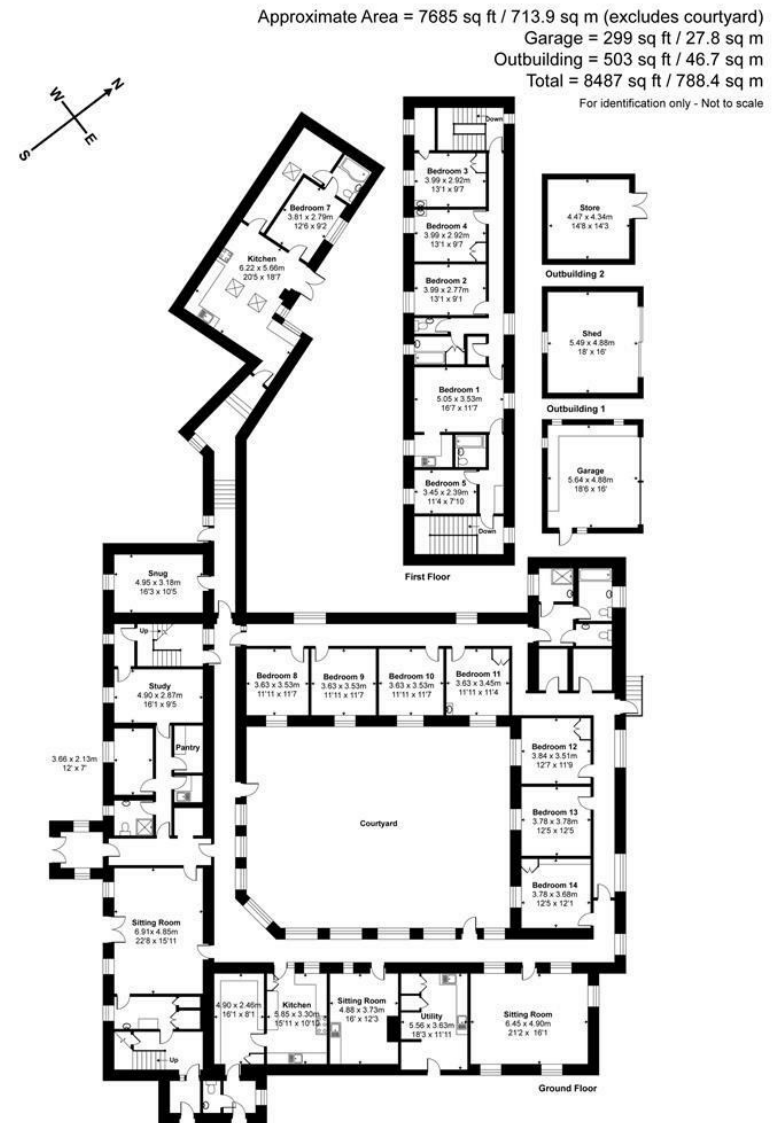 Approximate Area = 7685 sq ft / 713.9 sq m (excludes courtyard)
Garage = 299 sq ft / 27.8 sq m
Outbuilding = 503 sq ft / 46.7 sq m
Total = 8487 sq ft / 788.4 sq m
For identification only - Not to scale
N
W
E
S
Down
Bedroom 3
3.99 x 2.92m
13'1 x 9'7
Bedroom 4
3.99 x 2.92m
13'1 x 9'7
Bedroom 2
3.99 x 2.77m
13'1 x 9'1
Bedroom 1
5.05 x 3.53m
16'7 x 11'7
Bedroom 5
3.45 x 2.39m
11'4 x 7'10
Down
First Floor
Store
4.47 x 4.34m
14'8 x 14'3
Outbuilding 2
Shed
5.49 x 4.88m
18' x 16'
Outbuilding 1
Garage
5.64 x 4.88m
18'6 x 16'
Bedroom 7
3.81 x 2.79m
12'6 x 9'2
Kitchen
6.22 x 5.66m
20'5 x 18'7
Snug
4.95 x 3.18m
16'3 x 10'5
Up
Study
4.90 x 2.87m
16'1 x 9'5
Pantry
3.66 x 2.13m
12' x 7'
Bedroom 8
3.63 x 3.53m
11'11 x 11'7
Bedroom 9
3.63 x 3.53m
11'11 x 11'7
Bedroom 10
3.63 x 3.53m
11'11 x 11'7
Bedroom 11
3.63 x 3.45m
11'11 x 11'4
Bedroom 12
3.84 x 3.51m
12'7 x 11'9
Bedroom 13
3.78 x 3.78m
12'5 x 12'5
Bedroom 14
3.78 x 3.68m
12'5 x 12'1
Courtyard
Sitting Room
6.91x 4.85m
22'8 x 15'11
Up
4.90 x 2.46m
16'1 x 8'1
Kitchen
5.85 x 3.30m
15'11 x 10'10
Sitting Room
4.88 x 3.73m
16' x 12'3
Utility
5.56 x 3.63m
18'3 x 11'11
Sitting Room
6.45 x 4.90m
21'2 x 16'1
Ground Floor